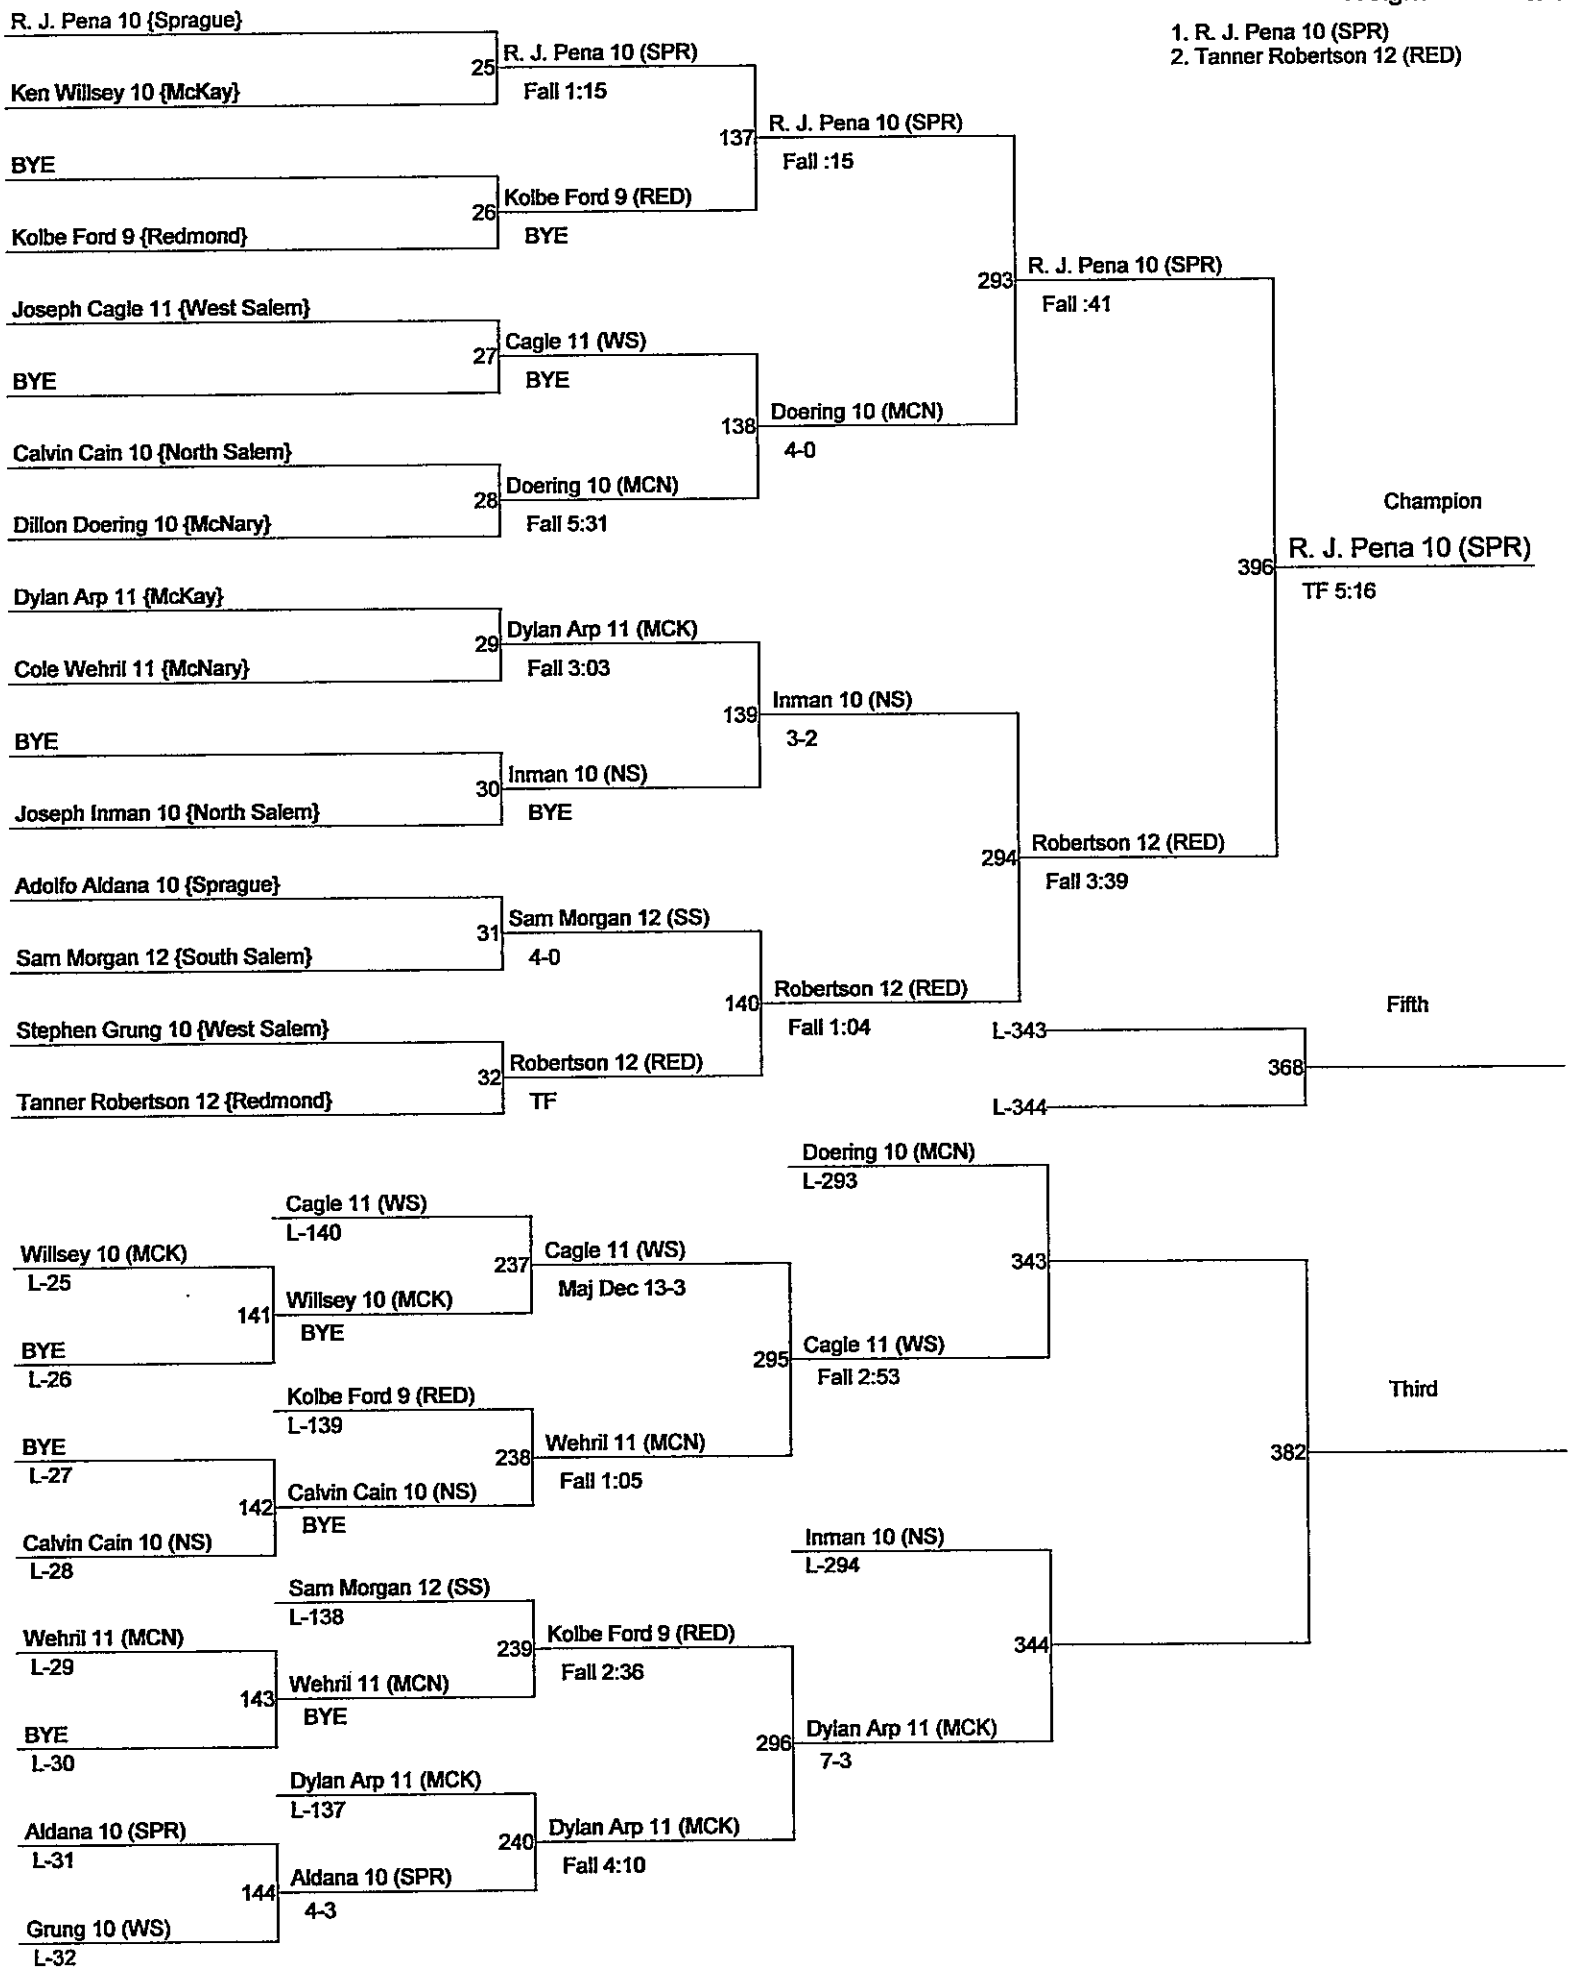 1. R. J. Pena 10 (SPR)
2. Tanner Robertson 12 (RED)
R. J. Pena 10 {Sprague}
25
R. J. Pena 10 (SPR)
Fall 1:15
Ken Willsey 10 {McKay}
137
R. J. Pena 10 (SPR)
Fall :15
BYE
26
Kolbe Ford 9 (RED)
BYE
Kolbe Ford 9 {Redmond}
293
R. J. Pena 10 (SPR)
Fall :41
Joseph Cagle 11 {West Salem}
27
Cagle 11 (WS)
BYE
BYE
138
Doering 10 (MCN)
4-0
Calvin Cain 10 {North Salem}
28
Doering 10 (MCN)
Fall 5:31
Dillon Doering 10 {McNary}
Champion
396
R. J. Pena 10 (SPR)
TF 5:16
Dylan Arp 11 {McKay}
29
Dylan Arp 11 (MCK)
Fall 3:03
Cole Wehril 11 {McNary}
139
Inman 10 (NS)
3-2
BYE
30
Inman 10 (NS)
BYE
Joseph Inman 10 {North Salem}
294
Robertson 12 (RED)
Fall 3:39
Adolfo Aldana 10 {Sprague}
31
Sam Morgan 12 (SS)
4-0
Sam Morgan 12 {South Salem}
140
Robertson 12 (RED)
Fall 1:04
Stephen Grung 10 {West Salem}
32
Robertson 12 (RED)
TF
Tanner Robertson 12 {Redmond}
Fifth
L-343
368
L-344
Doering 10 (MCN)
L-293
Cagle 11 (WS)
L-140
Willsey 10 (MCK)
L-25
237
Cagle 11 (WS)
Maj Dec 13-3
343
141
Willsey 10 (MCK)
BYE
BYE
L-26
295
Cagle 11 (WS)
Fall 2:53
Kolbe Ford 9 (RED)
L-139
Third
BYE
L-27
238
Wehril 11 (MCN)
Fall 1:05
382
142
Calvin Cain 10 (NS)
BYE
Calvin Cain 10 (NS)
L-28
Inman 10 (NS)
L-294
Sam Morgan 12 (SS)
L-138
Wehril 11 (MCN)
L-29
239
Kolbe Ford 9 (RED)
Fall 2:36
344
143
Wehril 11 (MCN)
BYE
BYE
L-30
296
Dylan Arp 11 (MCK)
7-3
Dylan Arp 11 (MCK)
L-137
Aldana 10 (SPR)
L-31
240
Dylan Arp 11 (MCK)
Fall 4:10
144
Aldana 10 (SPR)
4-3
Grung 10 (WS)
L-32